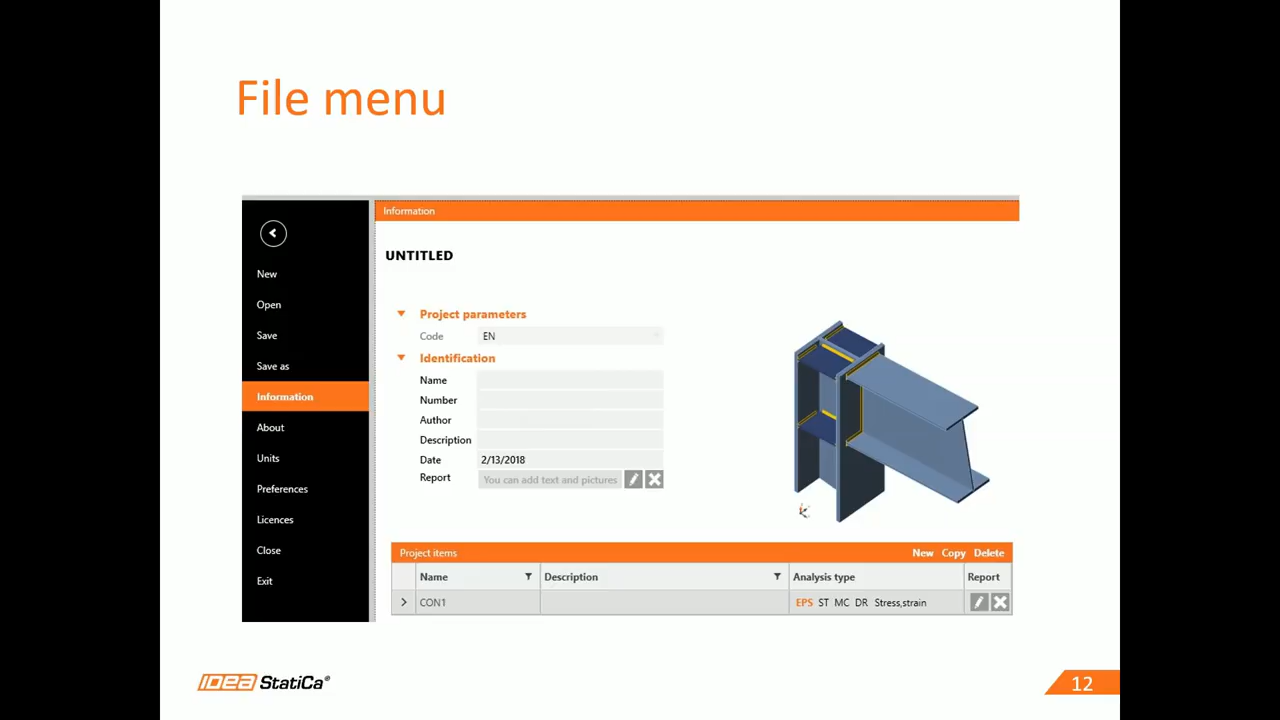 File menu
Information
UNTITLED
New
Open
Save
Save as
Information
About
Units
Preferences
Licences
Close
Exit
Project parameters
Code EN
Identification
Name
Number
Author
Description
Date 2/13/2018
Report You can add text and pictures
Project items New Copy Delete
Name Description Analysis type Report
CON1 EPS ST MC DR Stress,strain
IDEA StatiCa®
12